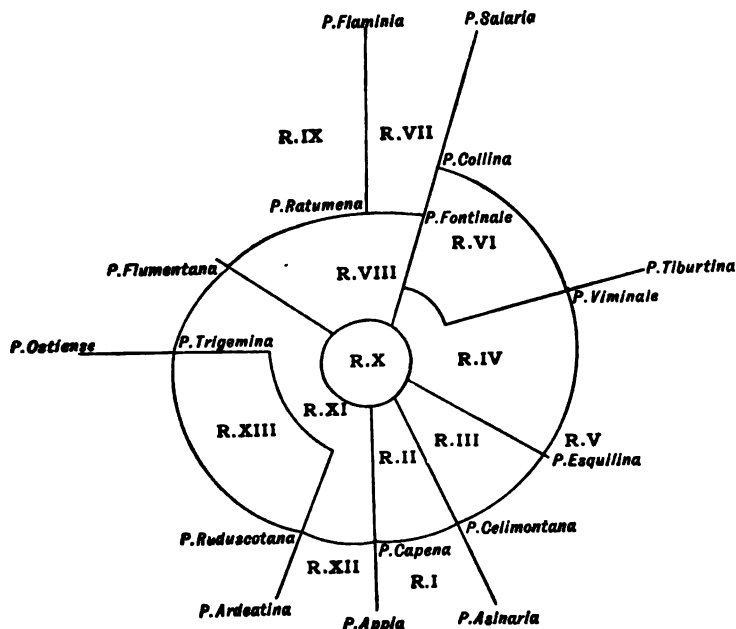 P.Flaminia
P.Salaria
R.IX
R.VII
P.Collina
P.Ratumena
P.Fontinale
R.VI
P.Flumentana
R.VIII
P.Tiburtina
P.Viminale
P.Ostiense
P.Trigemina
R.X
R.IV
R.XI
R.XIII
R.III
R.V
R.II
P.Esquilina
P.Celimontana
P.Ruduscotana
P.Capena
R.XII
R.I
P.Ardeatina
P.Appia
P.Asinaria